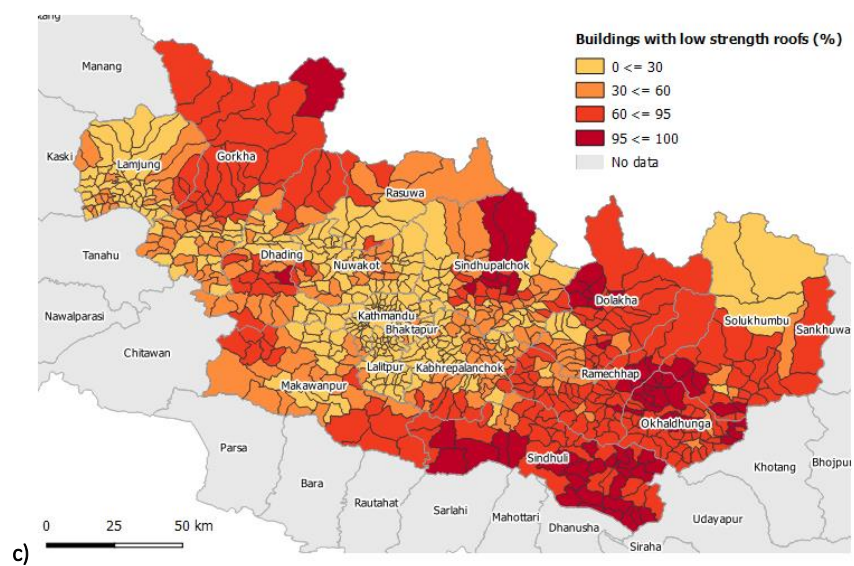 Buildings with low strength roofs (%)
0 <= 30
30 <= 60
60 <= 95
95 <= 100
No data
Manang
Kaski
Lamjung
Gorkha
Rasuwa
Tanahu
Dhading
Nuwakot
Sindhupalchok
Dolakha
Nawalparasi
Kathmandu
Bhaktapur
Solukhumbu
Sankhuwa
Chitawan
Lalitpur
Kabhrepalanchok
Ramechhap
Makawanpur
Okhaldhunga
Parsa
Sindhuli
Khotang
Bhojpur
Bara
Rautahat
Sarlahi
Mahottari
Dhanusha
Udayapur
Siraha
0 25 50 km
c)